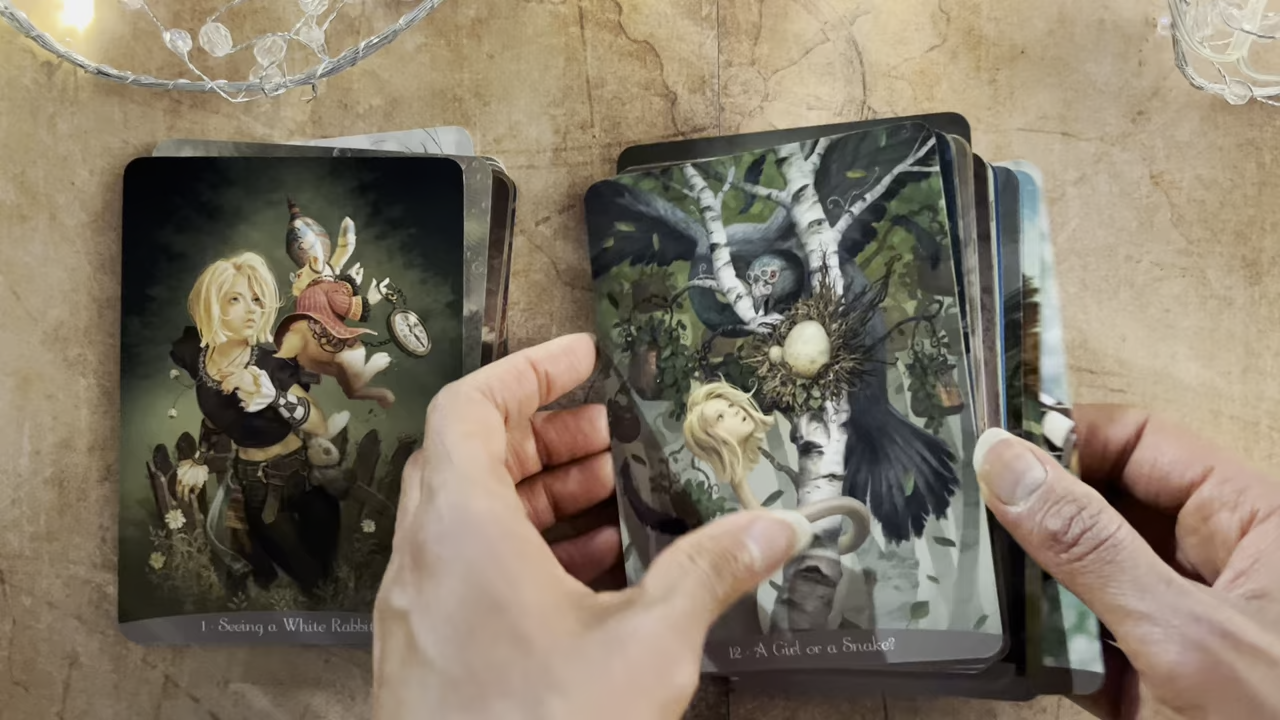 1 · Seeing a White Rabbit
12 · A Girl or a Snake?